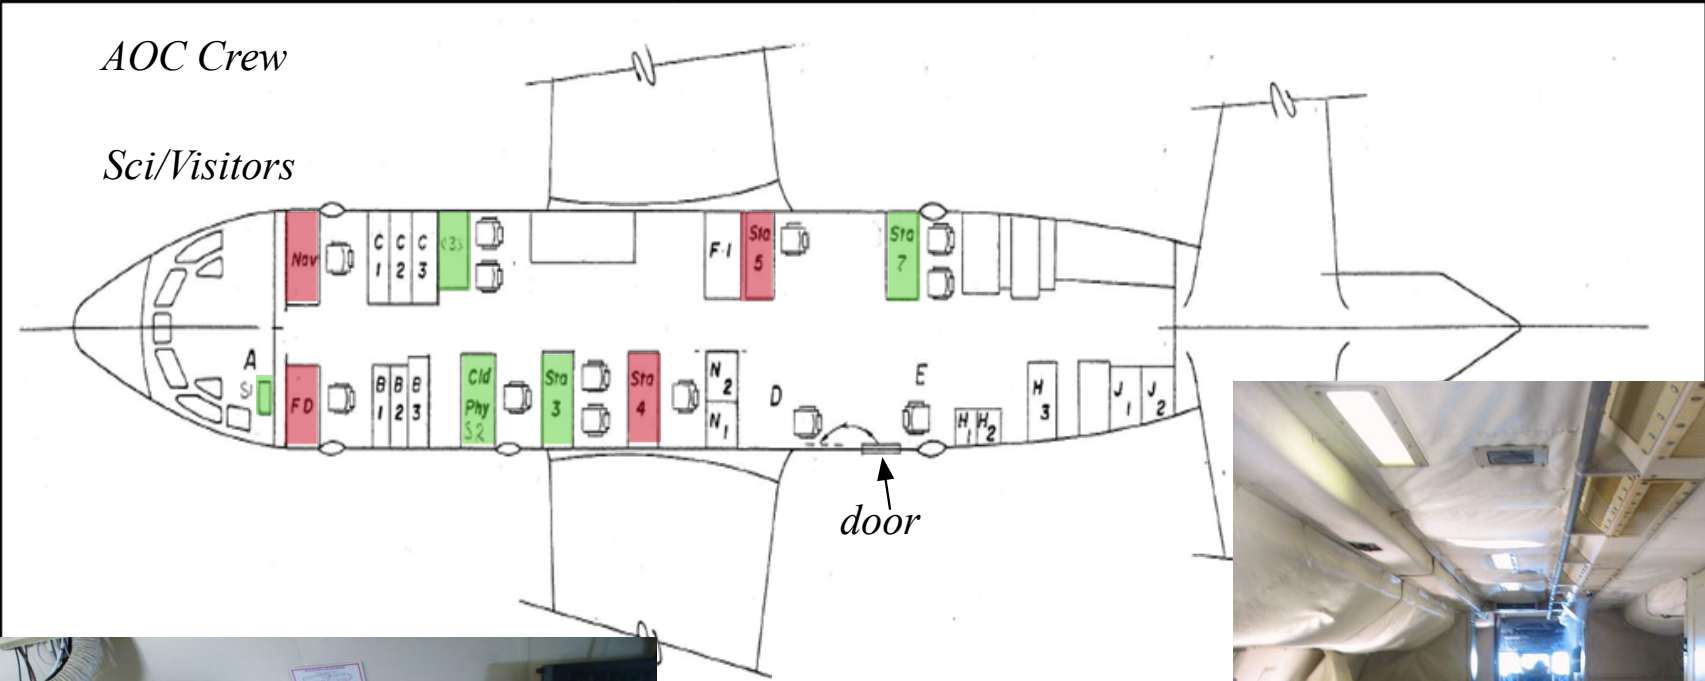 AOC Crew
Sci/Visitors
Nav
C 1
C 2
C 3
F-1
Sta 5
Sta 7
A
S1
FD
B 1
B 2
B 3
Cld Phy S2
Sta 3
Sta 4
N 2
N 1
D
E
H 1
H 2
H 3
J 1
J 2
door